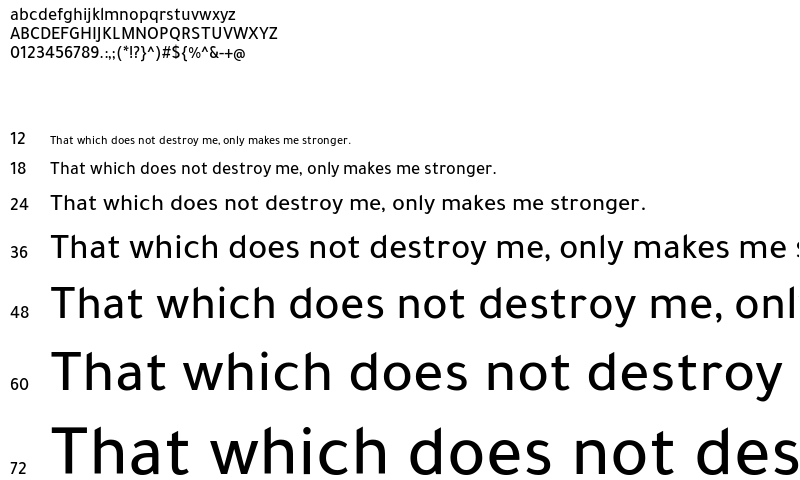 abcdefghijklmnopqrstuvwxyz
ABCDEFGHIJKLMNOPQRSTUVWXYZ
0123456789.:,;(*!?}^)#${%^&-+@
12 That which does not destroy me, only makes me stronger.
18 That which does not destroy me, only makes me stronger.
24 That which does not destroy me, only makes me stronger.
36 That which does not destroy me, only makes me
48 That which does not destroy me, onl
60 That which does not destroy
72 That which does not des